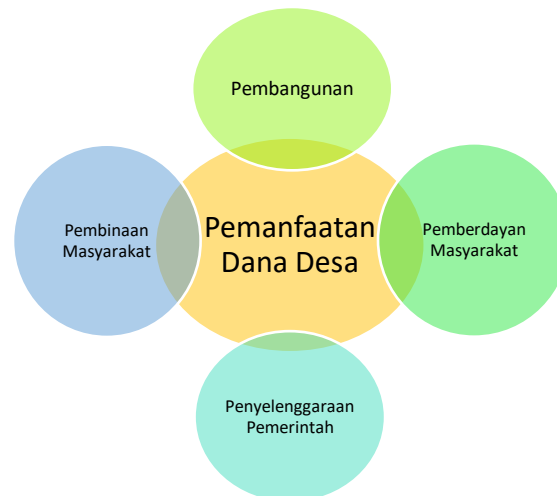 Pembangunan
Pembinaan
Masyarakat
Pemanfaatan
Dana Desa
Pemberdayan
Masyarakat
Penyelenggaraan
Pemerintah